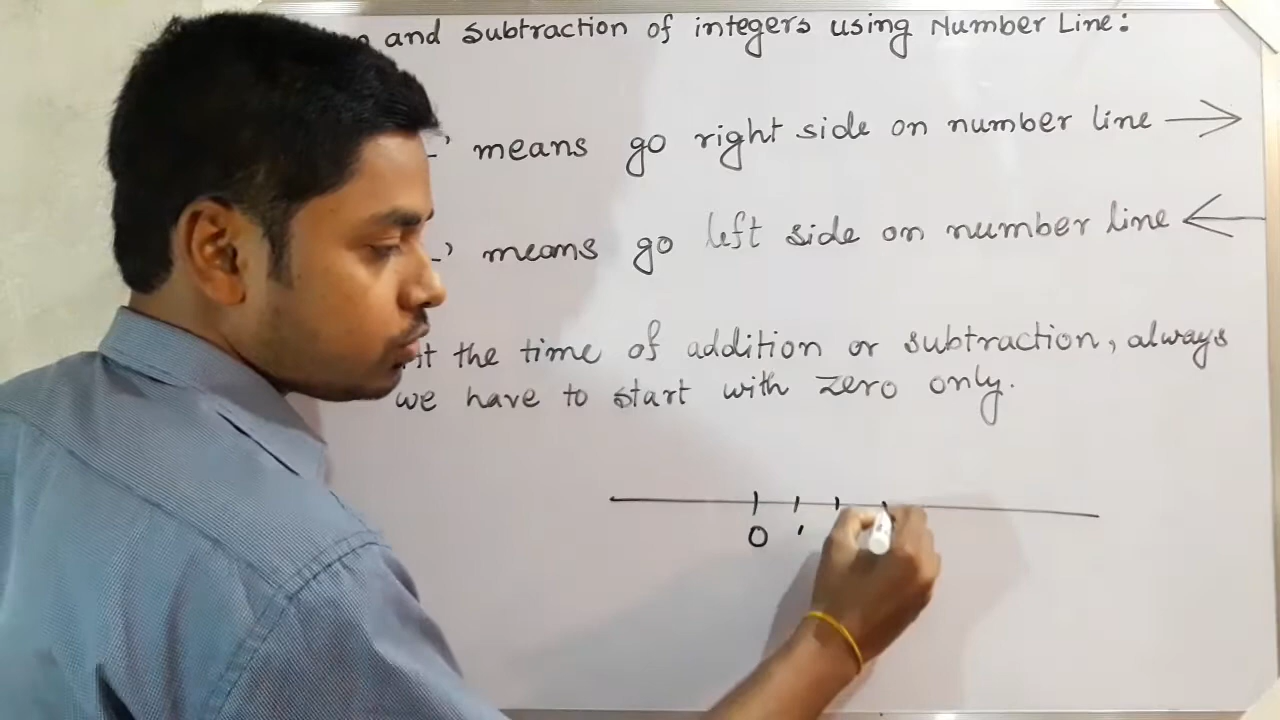 and Subtraction of integers using Number Line:
' means go right side on number line →
-' means go left side on number line ←
the time of addition or subtraction, always
we have to start with zero only.
0